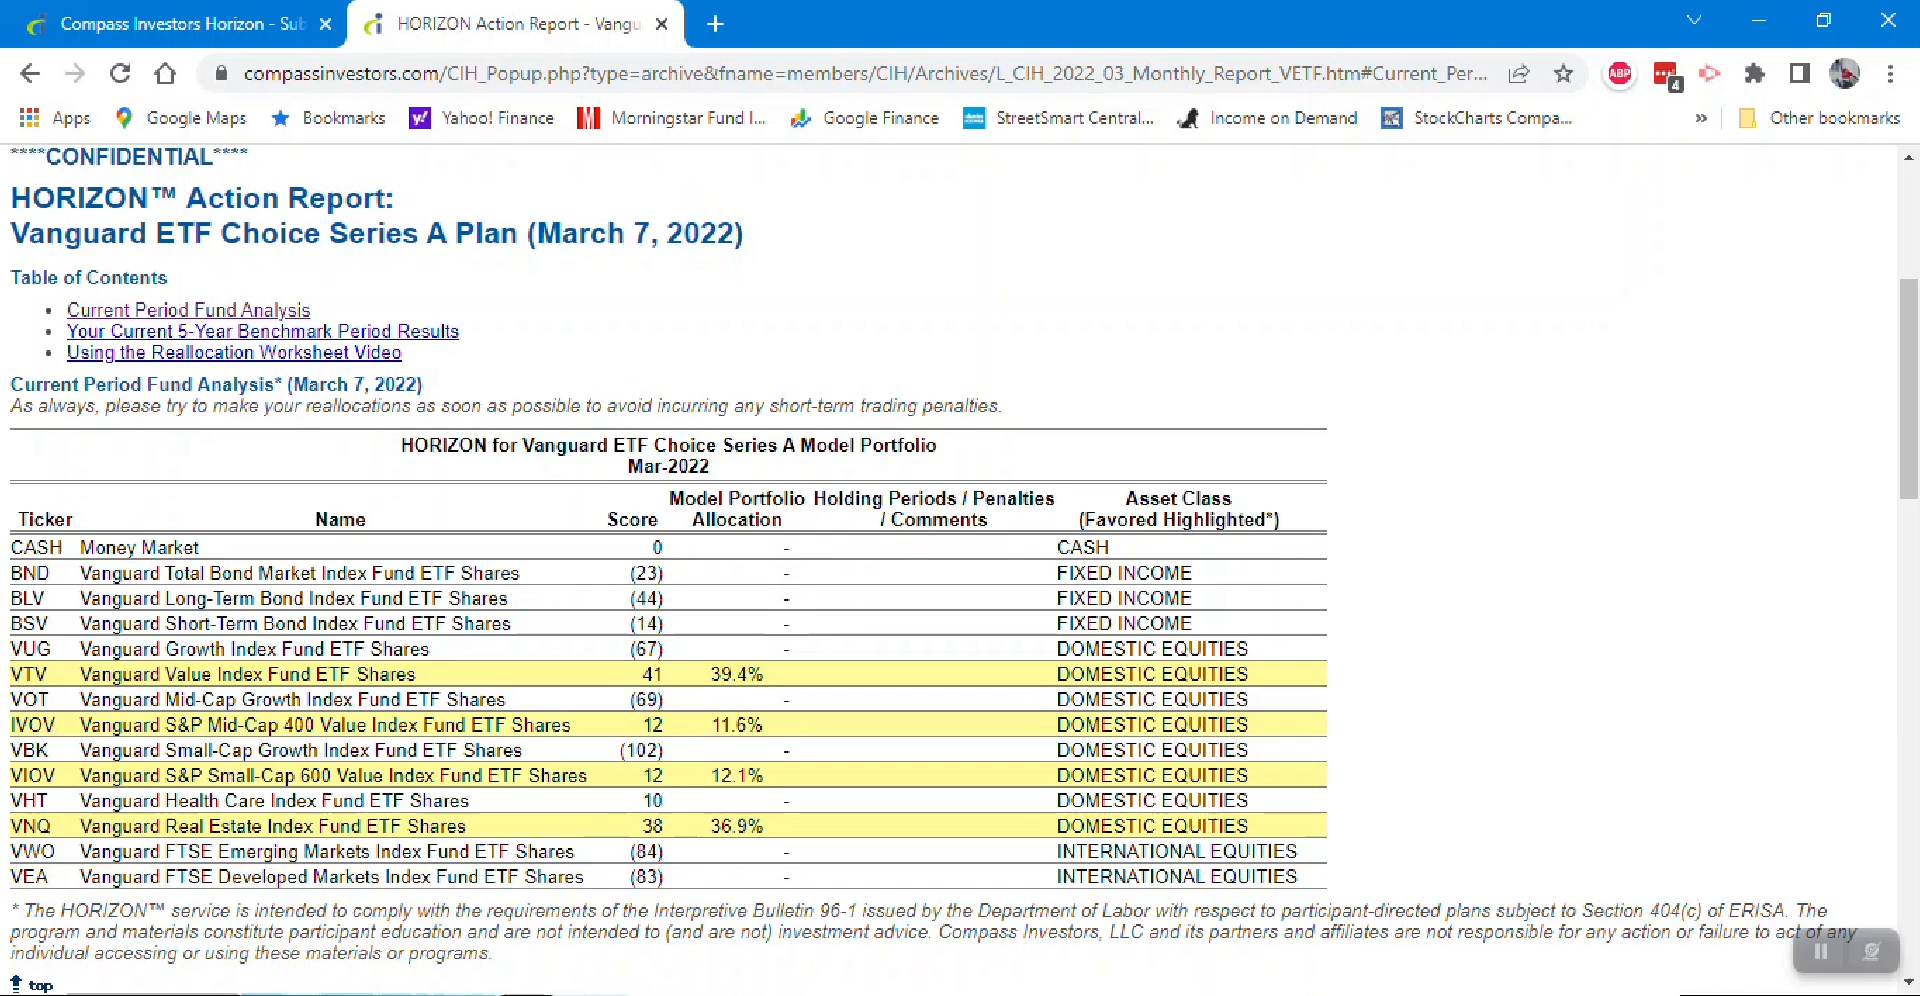 Compass Investors Horizon - Sub
HORIZON Action Report - Vangu
compassinvestors.com/CIH_Popup.php?type=archive&fname=members/CIH/Archives/L_CIH_2022_03_Monthly_Report_VETF.htm#Current_Per...
ABP
4
Apps
Google Maps
Bookmarks
Yahoo! Finance
Morningstar Fund I...
Google Finance
StreetSmart Central...
Income on Demand
StockCharts Compa...
»
Other bookmarks
****CONFIDENTIAL****
HORIZON™ Action Report:
Vanguard ETF Choice Series A Plan (March 7, 2022)
Table of Contents
• Current Period Fund Analysis
• Your Current 5-Year Benchmark Period Results
• Using the Reallocation Worksheet Video
Current Period Fund Analysis* (March 7, 2022)
As always, please try to make your reallocations as soon as possible to avoid incurring any short-term trading penalties.
HORIZON for Vanguard ETF Choice Series A Model Portfolio
Mar-2022
Model Portfolio Holding Periods / Penalties Asset Class
Ticker Name Score Allocation / Comments (Favored Highlighted*)
CASH Money Market 0 - CASH
BND Vanguard Total Bond Market Index Fund ETF Shares (23) - FIXED INCOME
BLV Vanguard Long-Term Bond Index Fund ETF Shares (44) - FIXED INCOME
BSV Vanguard Short-Term Bond Index Fund ETF Shares (14) - FIXED INCOME
VUG Vanguard Growth Index Fund ETF Shares (67) - DOMESTIC EQUITIES
VTV Vanguard Value Index Fund ETF Shares 41 39.4% DOMESTIC EQUITIES
VOT Vanguard Mid-Cap Growth Index Fund ETF Shares (69) - DOMESTIC EQUITIES
IVOV Vanguard S&P Mid-Cap 400 Value Index Fund ETF Shares 12 11.6% DOMESTIC EQUITIES
VBK Vanguard Small-Cap Growth Index Fund ETF Shares (102) - DOMESTIC EQUITIES
VIOV Vanguard S&P Small-Cap 600 Value Index Fund ETF Shares 12 12.1% DOMESTIC EQUITIES
VHT Vanguard Health Care Index Fund ETF Shares 10 - DOMESTIC EQUITIES
VNQ Vanguard Real Estate Index Fund ETF Shares 38 36.9% DOMESTIC EQUITIES
VWO Vanguard FTSE Emerging Markets Index Fund ETF Shares (84) - INTERNATIONAL EQUITIES
VEA Vanguard FTSE Developed Markets Index Fund ETF Shares (83) - INTERNATIONAL EQUITIES
* The HORIZON™ service is intended to comply with the requirements of the Interpretive Bulletin 96-1 issued by the Department of Labor with respect to participant-directed plans subject to Section 404(c) of ERISA. The
program and materials constitute participant education and are not intended to (and are not) investment advice. Compass Investors, LLC and its partners and affiliates are not responsible for any action or failure to act of any
individual accessing or using these materials or programs.
top